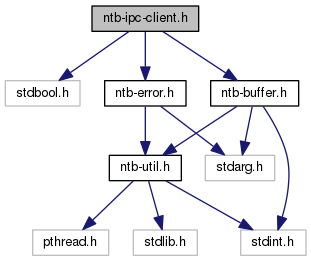 ntb-ipc-client.h
stdbool.h
ntb-error.h
ntb-buffer.h
ntb-util.h
stdarg.h
pthread.h
stdlib.h
stdint.h